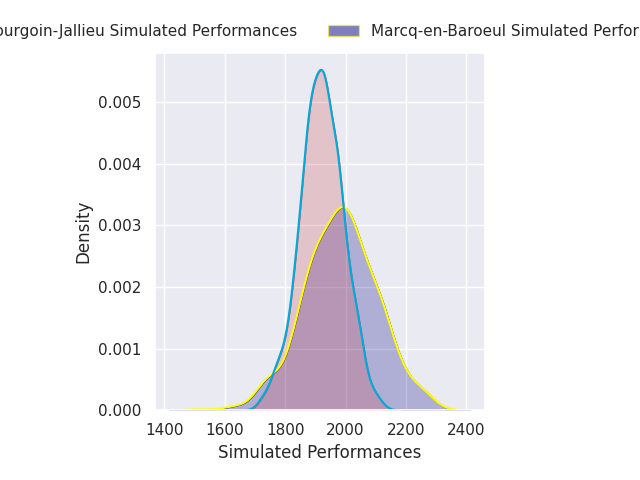 ourgoin-Jallieu Simulated Performances
Marcq-en-Baroeul Simulated Perfor
0.005
0.004
0.003
0.002
0.001
0.000
Density
1400 1600 1800 2000 2200 2400
Simulated Performances